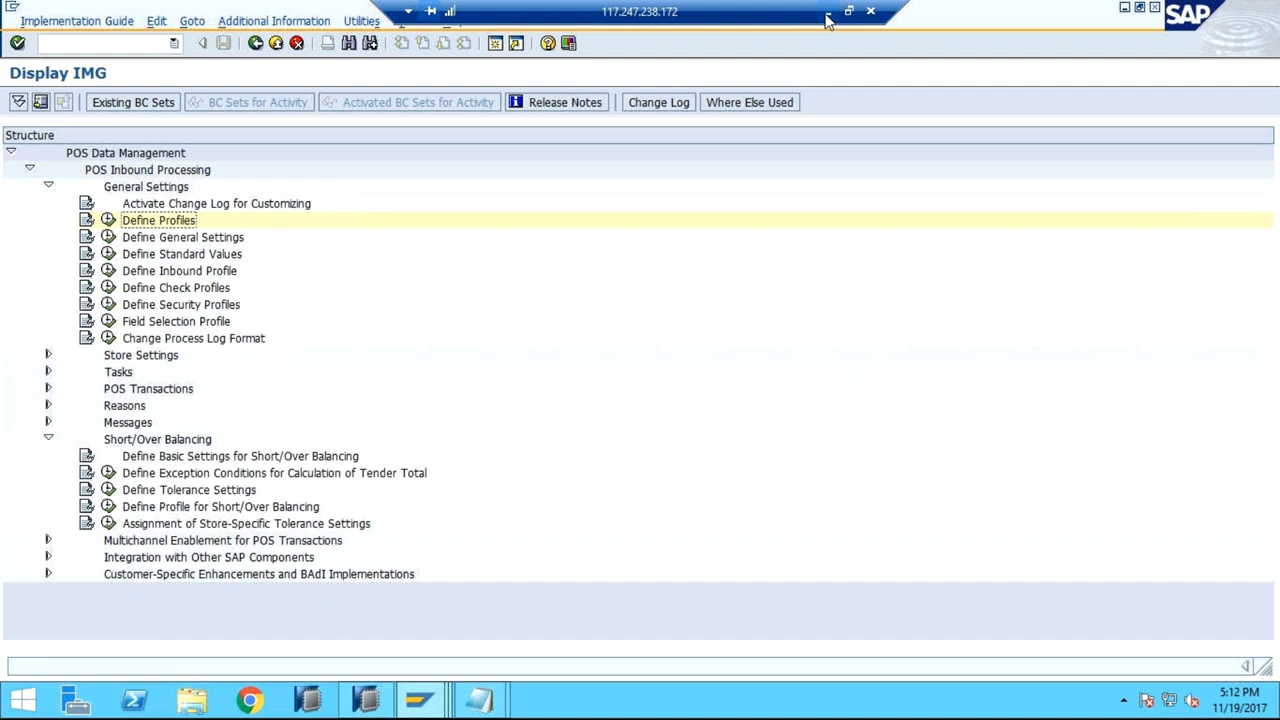 117.247.238.172
Implementation Guide Edit Goto Additional Information Utilities
SAP
Display IMG
Existing BC Sets BC Sets for Activity Activated BC Sets for Activity Release Notes Change Log Where Else Used
Structure
POS Data Management
POS Inbound Processing
General Settings
Activate Change Log for Customizing
Define Profiles
Define General Settings
Define Standard Values
Define Inbound Profile
Define Check Profiles
Define Security Profiles
Field Selection Profile
Change Process Log Format
Store Settings
Tasks
POS Transactions
Reasons
Messages
Short/Over Balancing
Define Basic Settings for Short/Over Balancing
Define Exception Conditions for Calculation of Tender Total
Define Tolerance Settings
Define Profile for Short/Over Balancing
Assignment of Store-Specific Tolerance Settings
Multichannel Enablement for POS Transactions
Integration with Other SAP Components
Customer-Specific Enhancements and BAdI Implementations
5:12 PM
11/19/2017